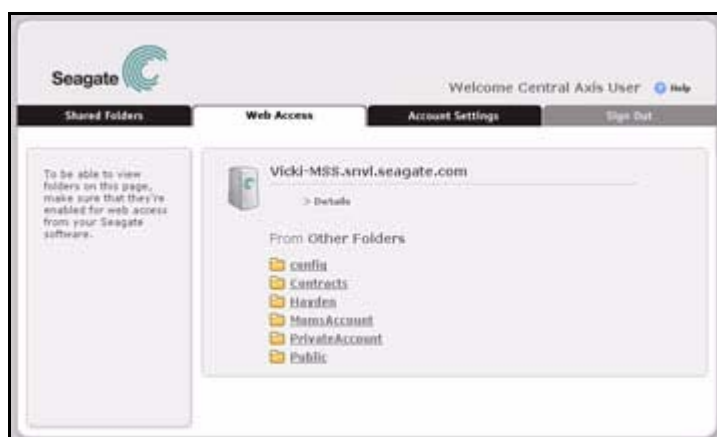 Seagate
Welcome Central Axis User
Help
Shared Folders
Web Access
Account Settings
Sign Out
To be able to view
folders on this page,
make sure that they're
enabled for web access
from your Seagate
software.
Vicki-MSS.snvl.seagate.com
> Details
From Other Folders
config
Contracts
Hayden
MomsAccount
PrivateAccount
Public